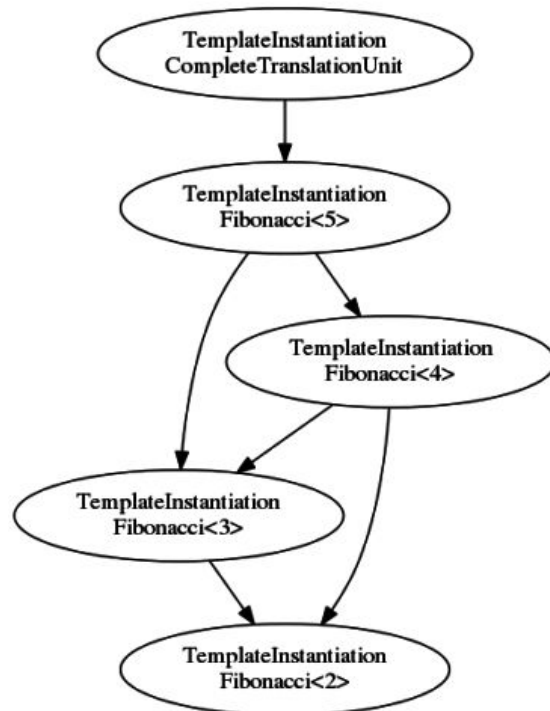 TemplateInstantiation
CompleteTranslationUnit
TemplateInstantiation
Fibonacci<5>
TemplateInstantiation
Fibonacci<4>
TemplateInstantiation
Fibonacci<3>
TemplateInstantiation
Fibonacci<2>